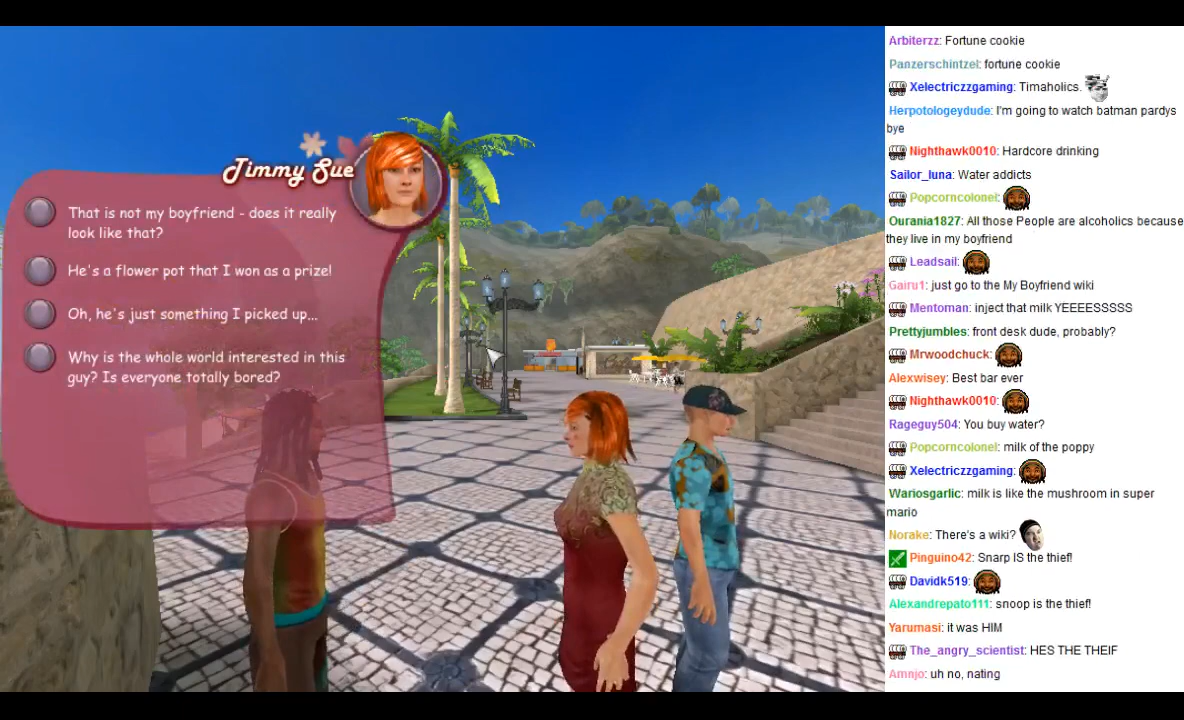 Jimmy Sue
That is not my boyfriend - does it really
look like that?
He's a flower pot that I won as a prize!
Oh, he's just something I picked up...
Why is the whole world interested in this
guy? Is everyone totally bored?
Arbiterzz: Fortune cookie
Panzerschintzel: fortune cookie
Xelectriczzgaming: Timaholics.
Herpotologeydude: I'm going to watch batman pardys
bye
Nighthawk0010: Hardcore drinking
Sailor_luna: Water addicts
Popcorncolonel:
Ourania1827: All those People are alcoholics because
they live in my boyfriend
Leadsail:
Gairu1: just go to the My Boyfriend wiki
Mentoman: inject that milk YEEEESSSSS
Prettyjumbles: front desk dude, probably?
Mrwoodchuck:
Alexwisey: Best bar ever
Nighthawk0010:
Rageguy504: You buy water?
Popcorncolonel: milk of the poppy
Xelectriczzgaming:
Wariosgarlic: milk is like the mushroom in super
mario
Norake: There's a wiki?
Pinguino42: Snarp IS the thief!
Davidk519:
Alexandrepato111: snoop is the thief!
Yarumasi: it was HIM
The_angry_scientist: HES THE THEIF
Amnjo: uh no, nating